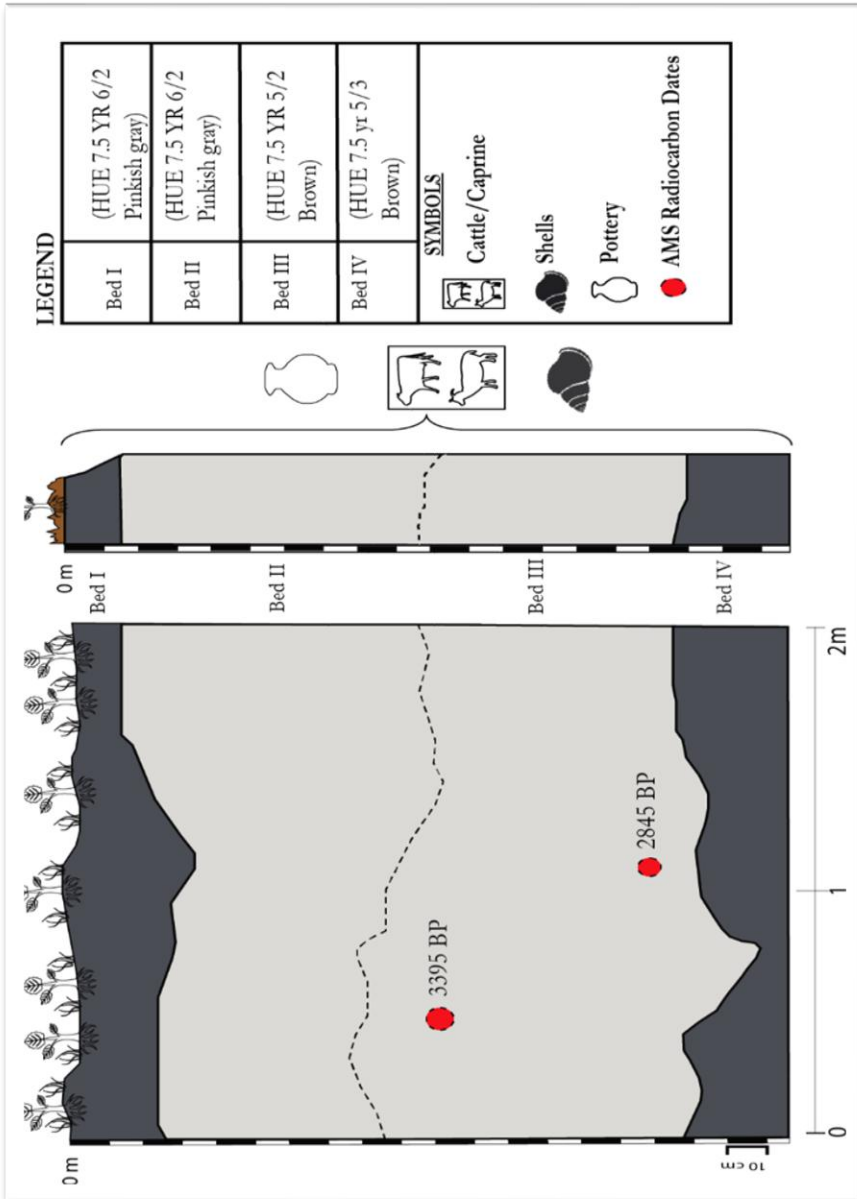 0 m
0 m
Bed I
Bed II
Bed III
Bed IV
3395 BP
2845 BP
0
1
2m
10 cm
LEGEND
Bed I
(HUE 7.5 YR 6/2
Pinkish gray)
Bed II
(HUE 7.5 YR 6/2
Pinkish gray)
Bed III
(HUE 7.5 YR 5/2
Brown)
Bed IV
(HUE 7.5 yr 5/3
Brown)
SYMBOLS
Cattle/Caprine
Shells
Pottery
AMS Radiocarbon Dates